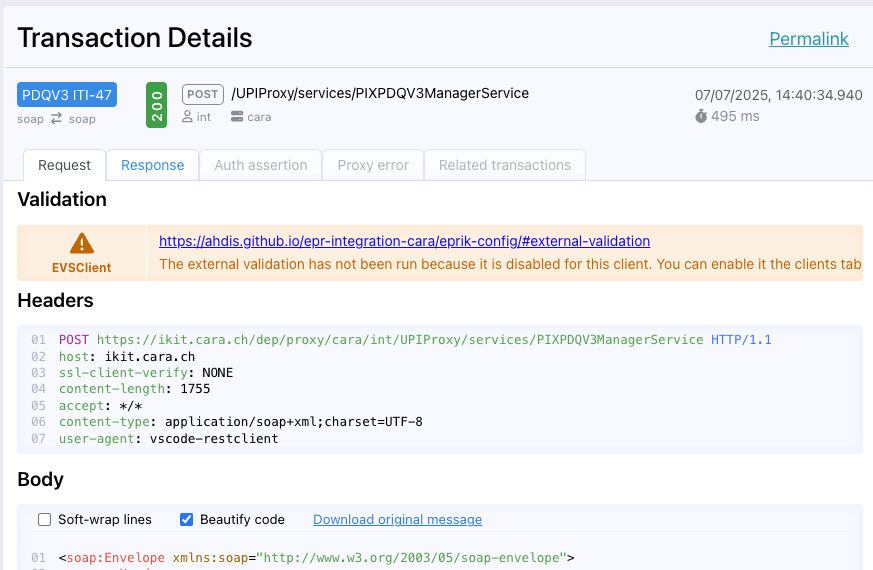 Transaction Details
Permalink
PDQV3 ITI-47
200
POST /UPIProxy/services/PIXPDQV3ManagerService
07/07/2025, 14:40:34.940
soap ⇄ soap
int cara
495 ms
Request Response Auth assertion Proxy error Related transactions
Validation
EVSClient
https://ahdis.github.io/epr-integration-cara/eprik-config/#external-validation
The external validation has not been run because it is disabled for this client. You can enable it the clients tab
Headers
01 POST https://ikit.cara.ch/dep/proxy/cara/int/UPIProxy/services/PIXPDQV3ManagerService HTTP/1.1
02 host: ikit.cara.ch
03 ssl-client-verify: NONE
04 content-length: 1755
05 accept: */*
06 content-type: application/soap+xml;charset=UTF-8
07 user-agent: vscode-restclient
Body
Soft-wrap lines Beautify code Download original message
01 <soap:Envelope xmlns:soap="http://www.w3.org/2003/05/soap-envelope">